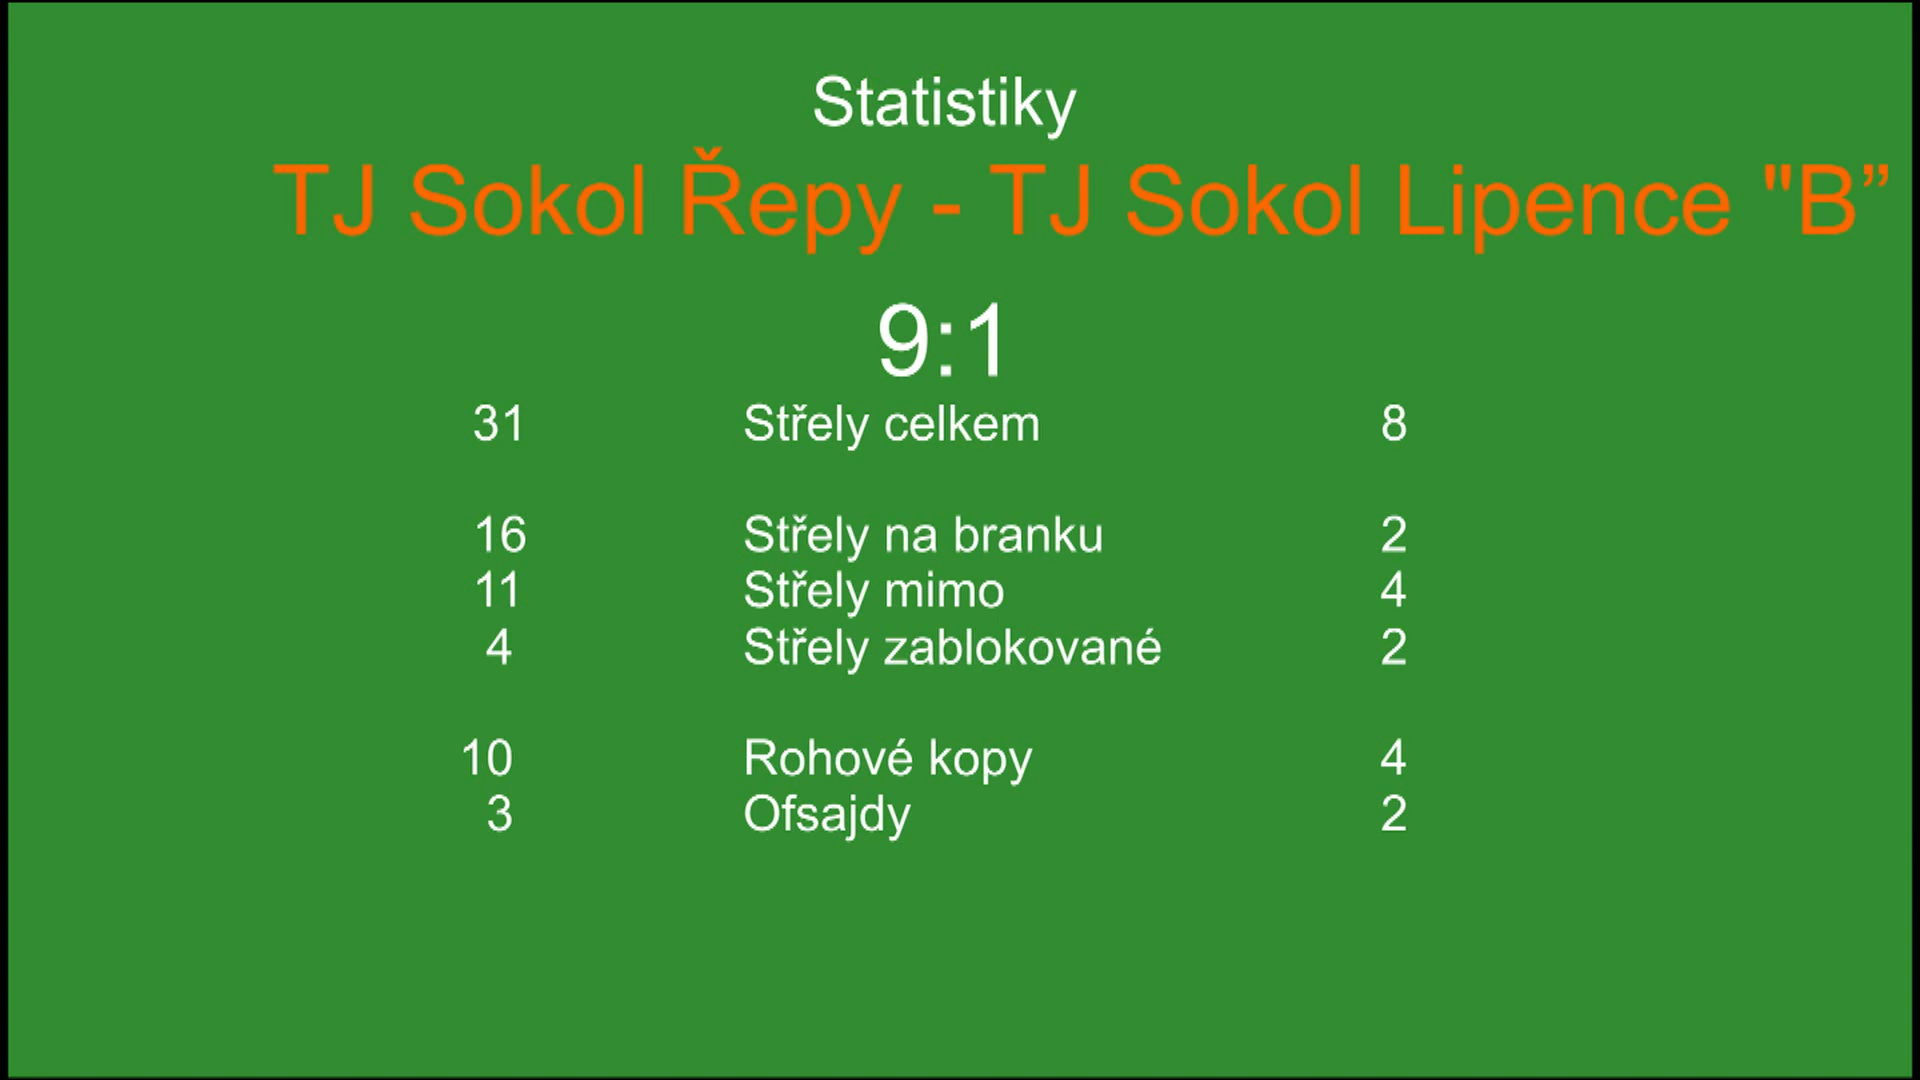 Statistiky
TJ Sokol Řepy - TJ Sokol Lipence "B”
9:1
31 Střely celkem 8
16 Střely na branku 2
11 Střely mimo 4
4 Střely zablokované 2
10 Rohové kopy 4
3 Ofsajdy 2